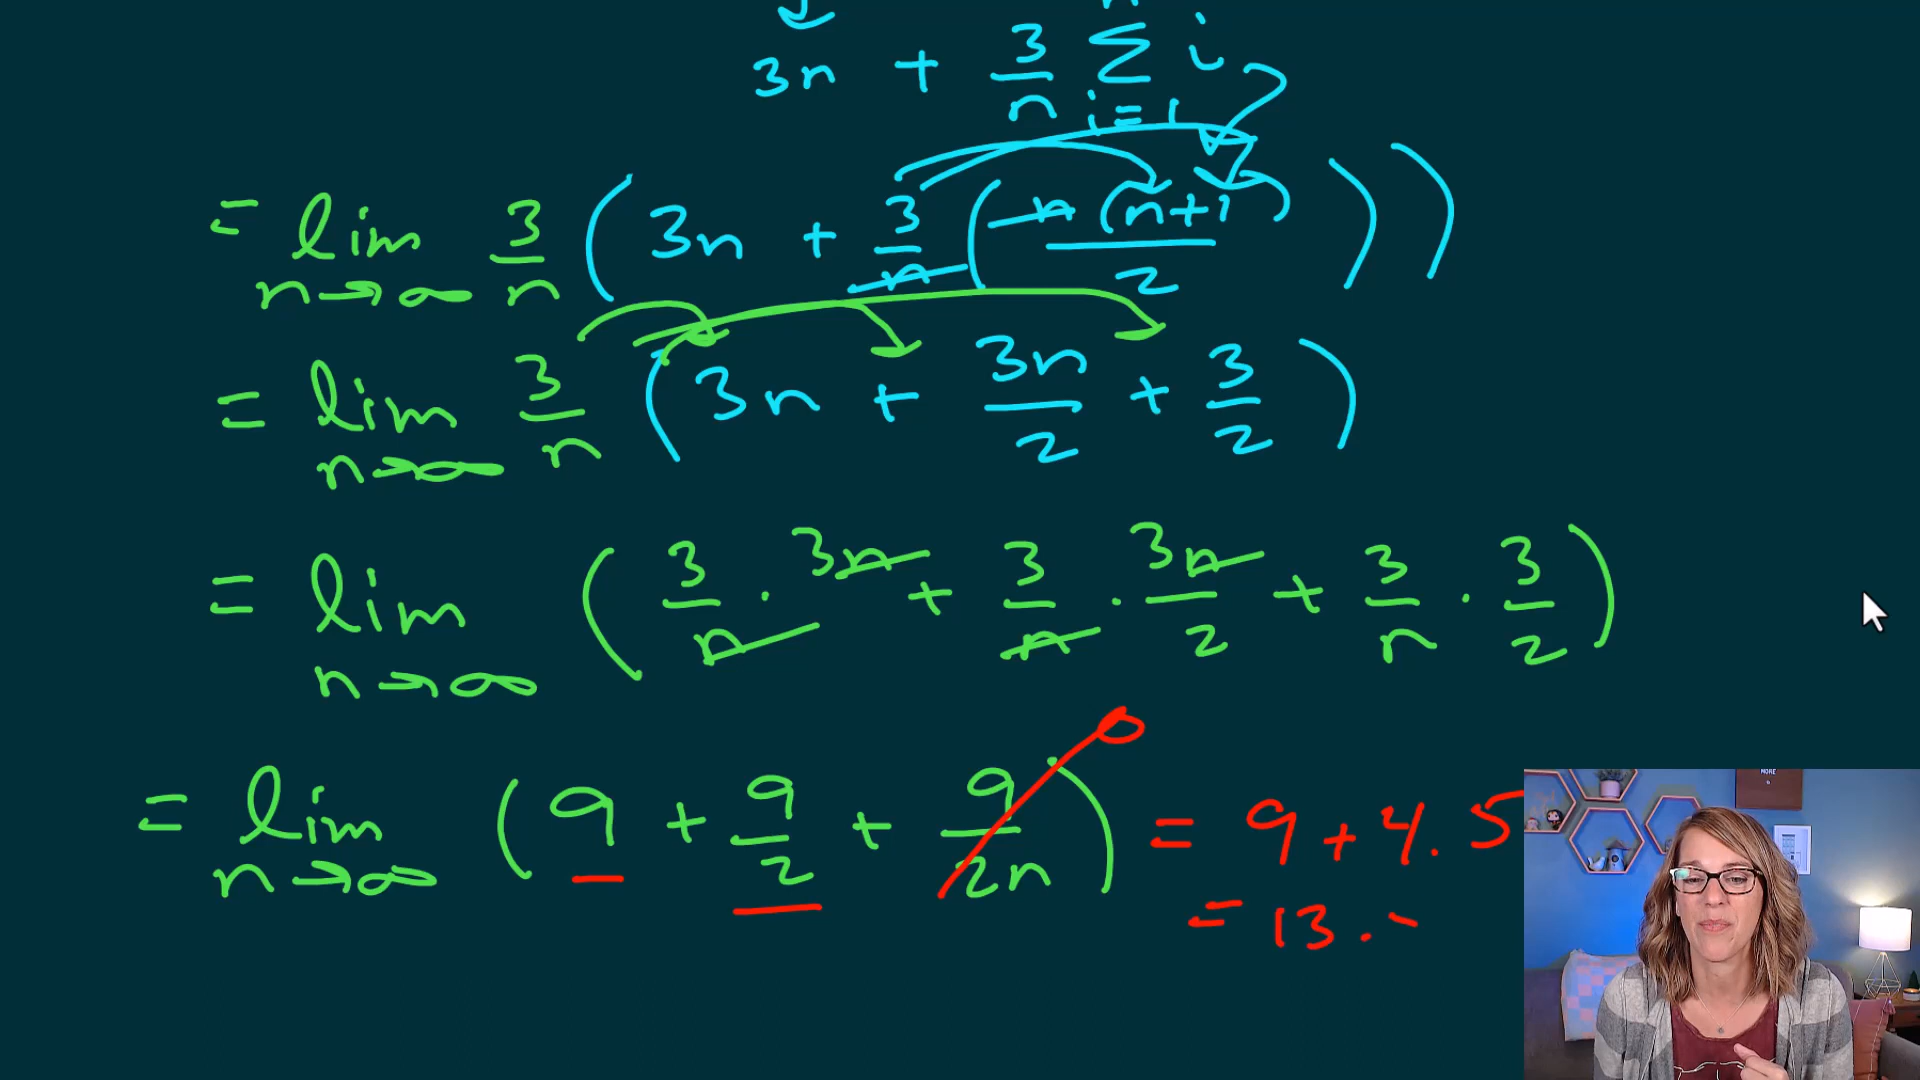 n
3n + 3/n Σ i
i=1
= lim n→∞ 3/n (3n + 3/n (n(n+1)/2))
= lim n→∞ 3/n (3n + 3n/2 + 3/2)
= lim n→∞ (3/n · 3n + 3/n · 3n/2 + 3/n · 3/2)
0
= lim n→∞ (9 + 9/2 + 9/2n) = 9 + 4.5
= 13.
MORE